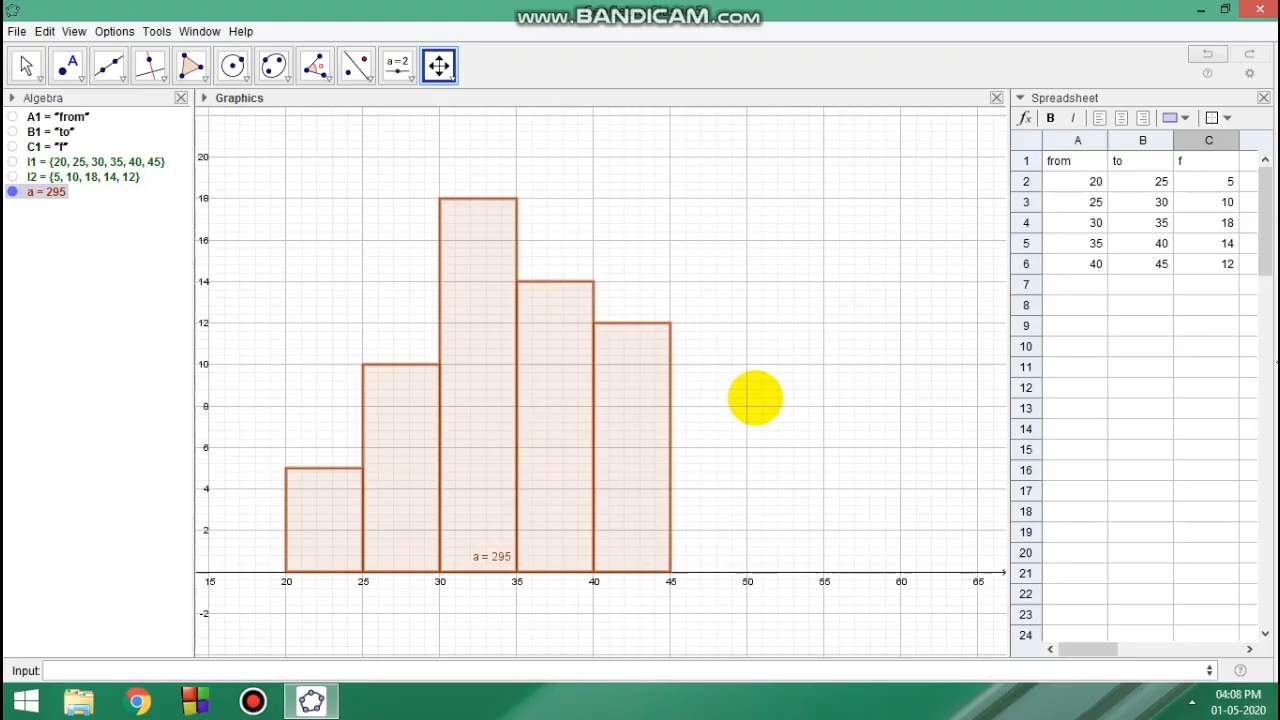 www.BANDICAM.com
File Edit View Options Tools Window Help
A
a=2
Algebra
A1 = "from"
B1 = "to"
C1 = "f"
l1 = {20, 25, 30, 35, 40, 45}
l2 = {5, 10, 18, 14, 12}
a = 295
Graphics
20
18
16
14
12
10
8
6
4
2
-2
a = 295
15 20 25 30 35 40 45 50 55 60 65
Spreadsheet
fx B I
A B C
1 from to f
2 20 25 5
3 25 30 10
4 30 35 18
5 35 40 14
6 40 45 12
7
8
9
10
11
12
13
14
15
16
17
18
19
20
21
22
23
24
Input:
04:08 PM
01-05-2020